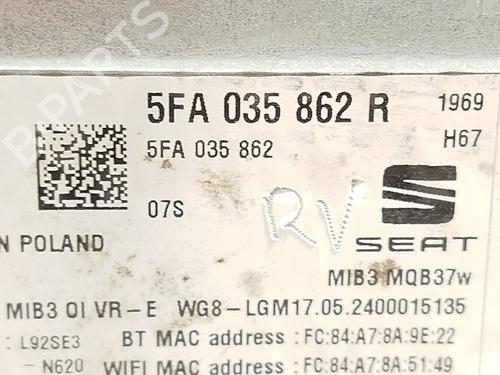 B-PARTS
5FA 035 862 R 1969
5FA 035 862 H67
07S RV
N POLAND SEAT
MIB3 MQB37w
MIB3 OI VR-E WG8-LGM17.05.2400015135
: L92SE3 BT MAC address : FC:84:A7:8A:9E:22
- N620 WIFI MAC address : FC:84:A7:8A:51:49